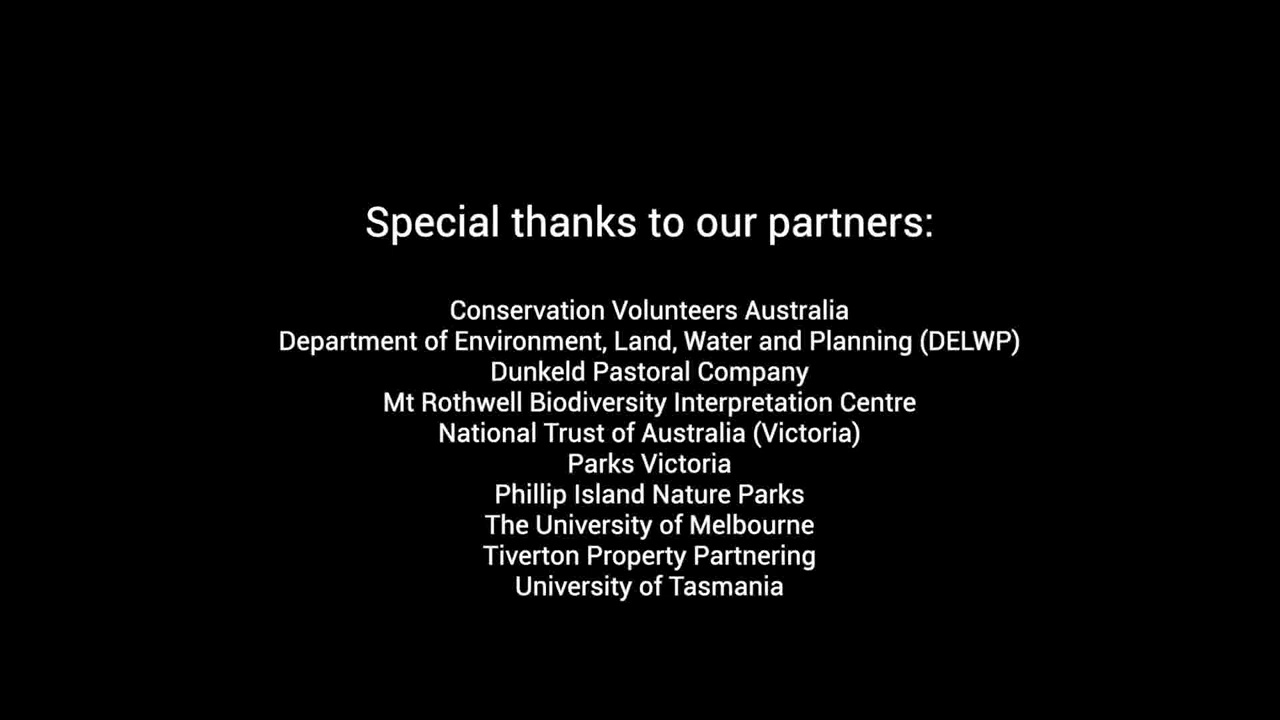 Special thanks to our partners:
Conservation Volunteers Australia
Department of Environment, Land, Water and Planning (DELWP)
Dunkeld Pastoral Company
Mt Rothwell Biodiversity Interpretation Centre
National Trust of Australia (Victoria)
Parks Victoria
Phillip Island Nature Parks
The University of Melbourne
Tiverton Property Partnering
University of Tasmania